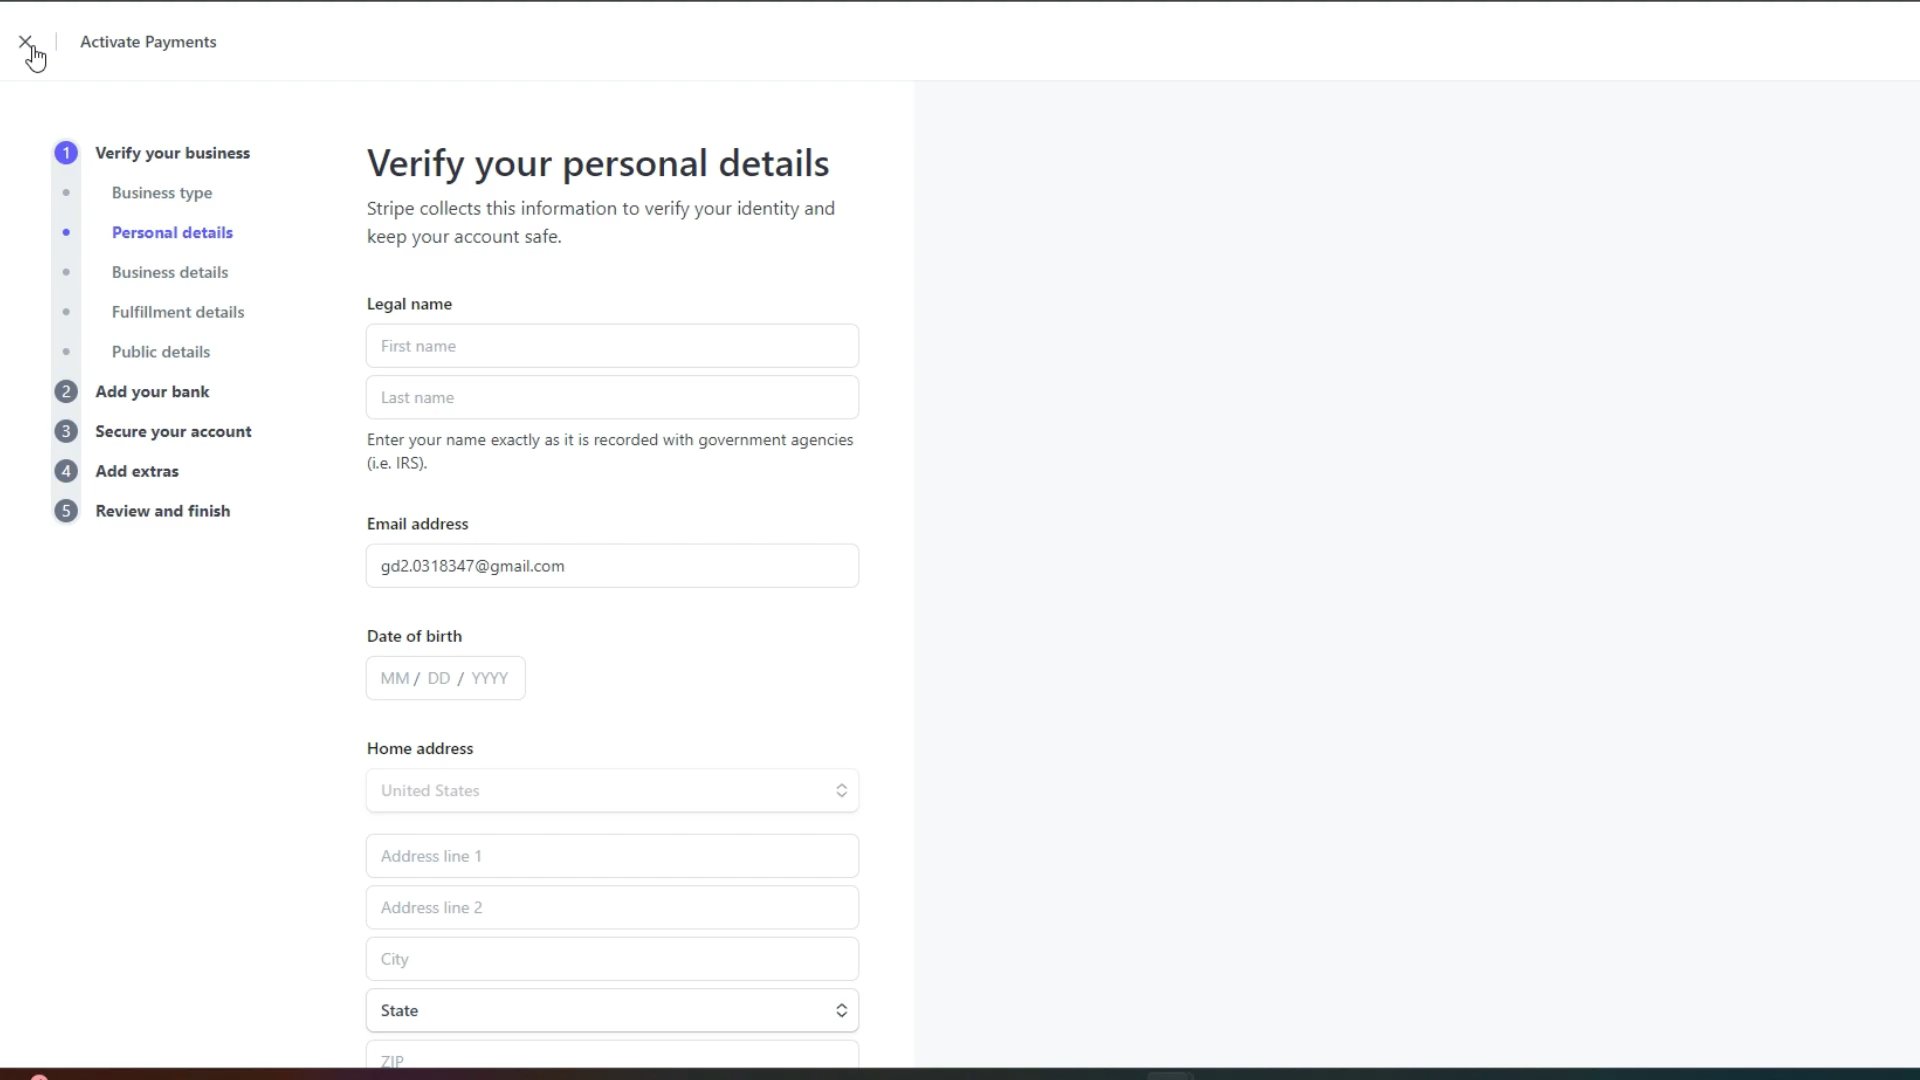 Activate Payments
1 Verify your business
Business type
Personal details
Business details
Fulfillment details
Public details
2 Add your bank
3 Secure your account
4 Add extras
5 Review and finish
Verify your personal details
Stripe collects this information to verify your identity and
keep your account safe.
Legal name
First name
Last name
Enter your name exactly as it is recorded with government agencies
(i.e. IRS).
Email address
gd2.0318347@gmail.com
Date of birth
MM / DD / YYYY
Home address
United States
Address line 1
Address line 2
City
State
ZIP